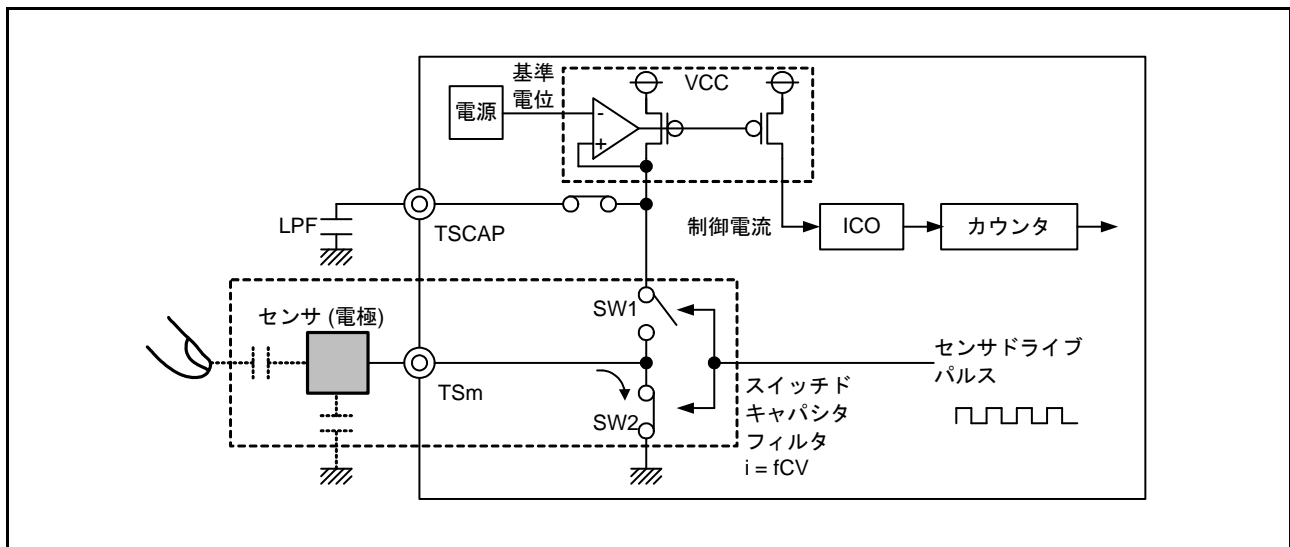 基準
電位
VCC
電源
-
+
LPF
TSCAP
制御電流
ICO
カウンタ
センサ (電極)
SW1
センサドライブ
パルス
TSm
スイッチド
キャパシタ
フィルタ
i = fCV
SW2